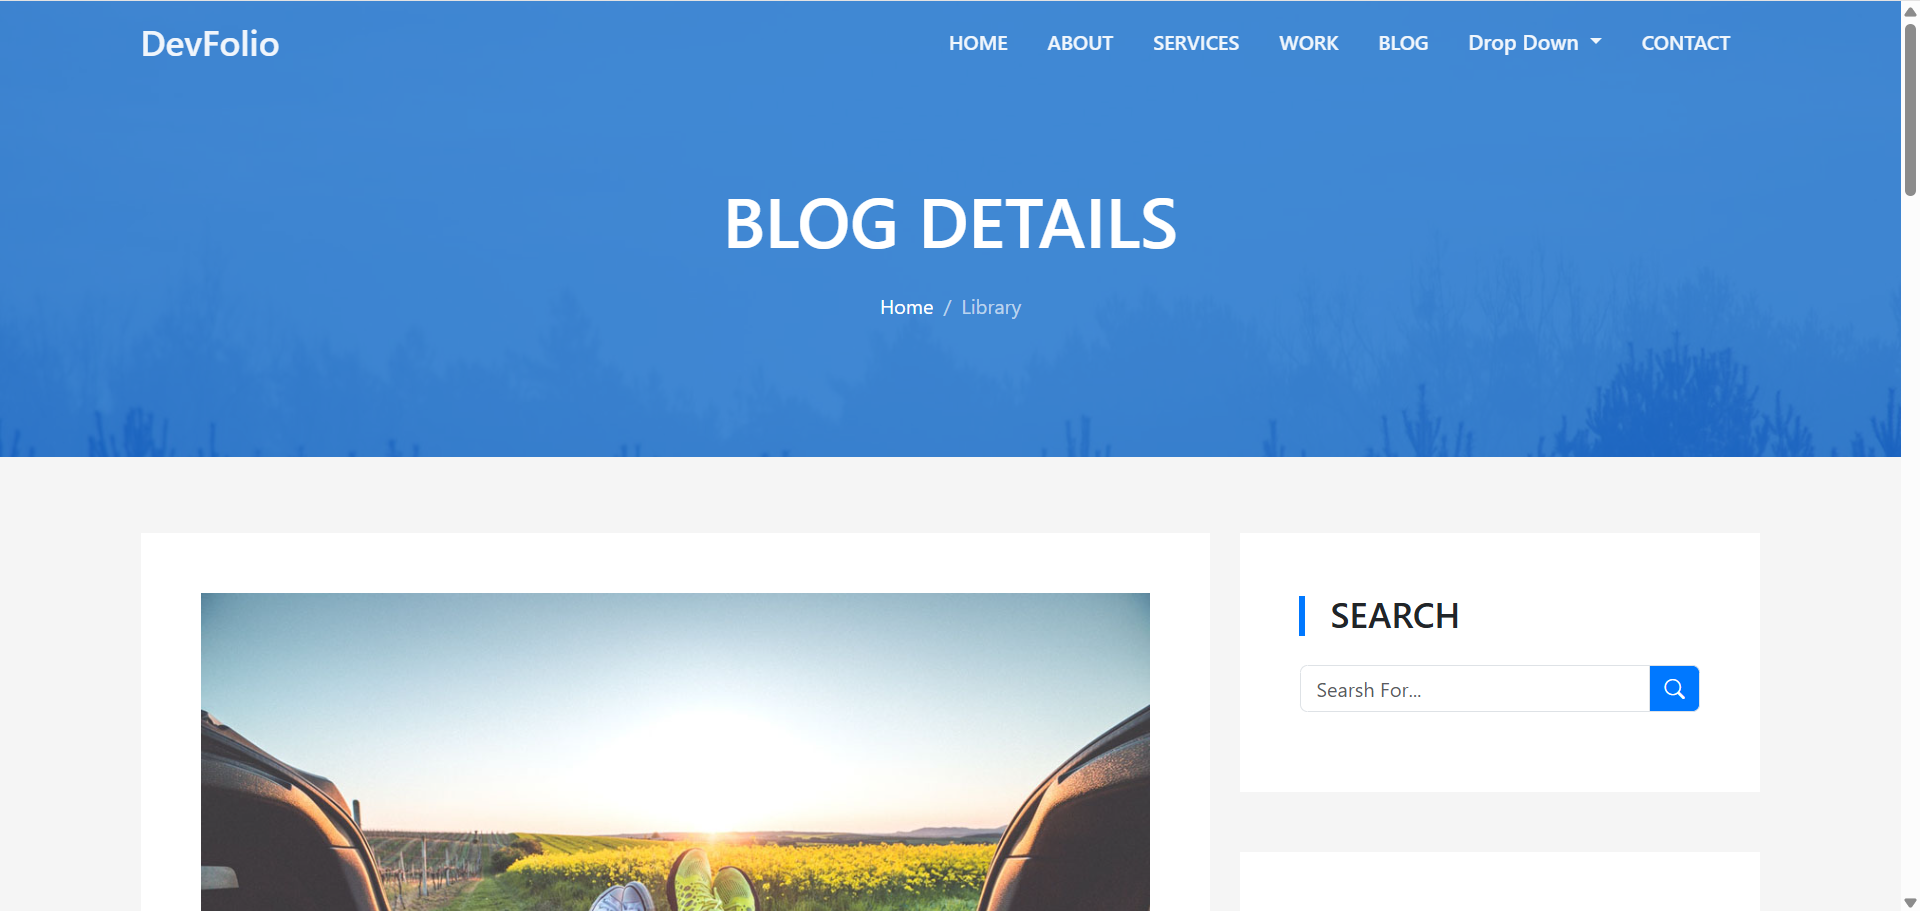 DevFolio
HOME ABOUT SERVICES WORK BLOG Drop Down CONTACT
BLOG DETAILS
Home / Library
SEARCH
Searsh For...